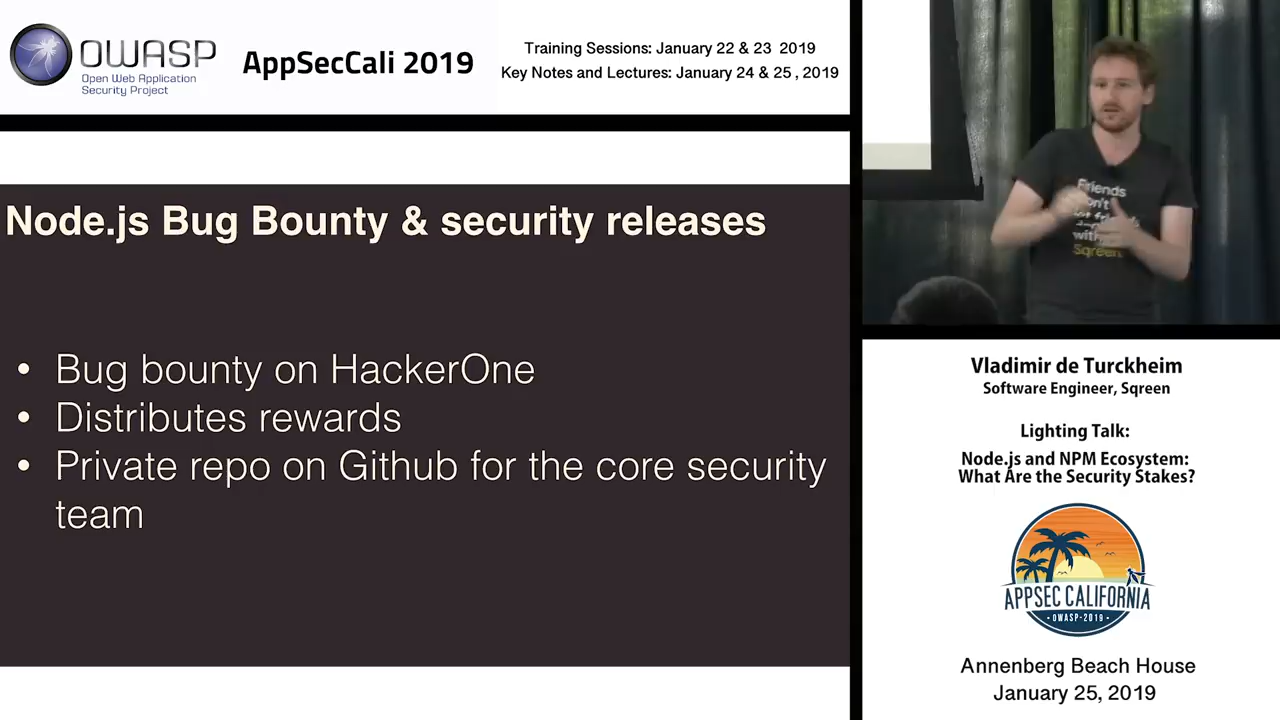 OWASP
Open Web Application
Security Project
AppSecCali 2019
Training Sessions: January 22 & 23 2019
Key Notes and Lectures: January 24 & 25 , 2019
Node.js Bug Bounty & security releases
• Bug bounty on HackerOne
• Distributes rewards
• Private repo on Github for the core security
team
Friends
with
Sqreen
Vladimir de Turckheim
Software Engineer, Sqreen
Lighting Talk:
Node.js and NPM Ecosystem:
What Are the Security Stakes?
APPSEC CALIFORNIA
• OWASP-2019 •
Annenberg Beach House
January 25, 2019